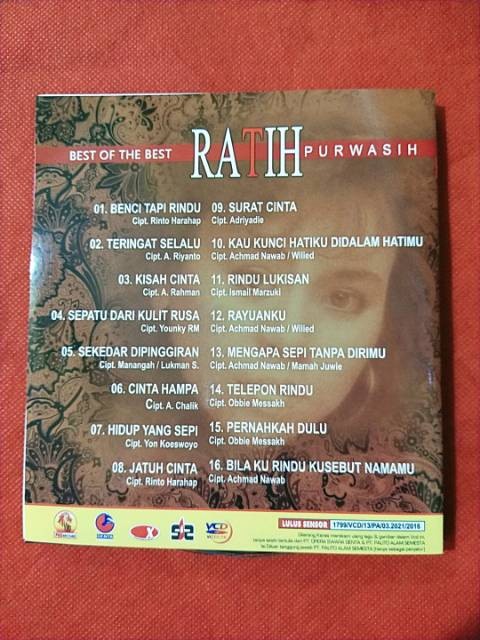 BEST OF THE BEST RATIH PURWASIH
01. BENCI TAPI RINDU
Cipt. Rinto Harahap
02. TERINGAT SELALU
Cipt. A. Riyanto
03. KISAH CINTA
Cipt. A. Rahman
04. SEPATU DARI KULIT RUSA
Cipt. Younky RM
05. SEKEDAR DIPINGGIRAN
Cipt. Manangah / Lukman S.
06. CINTA HAMPA
Cipt. A. Chalik
07. HIDUP YANG SEPI
Cipt. Yon Koeswoyo
08. JATUH CINTA
Cipt. Rinto Harahap
09. SURAT CINTA
Cipt. Adriyadie
10. KAU KUNCI HATIKU DIDALAM HATIMU
Cipt. Achmad Nawab / Willed
11. RINDU LUKISAN
Cipt. Ismail Marzuki
12. RAYUANKU
Cipt. Achmad Nawab / Willed
13. MENGAPA SEPI TANPA DIRIMU
Cipt. Achmad Nawab / Mamah Juwie
14. TELEPON RINDU
Cipt. Obbie Messakh
15. PERNAHKAH DULU
Cipt. Obbie Messakh
16. BILA KU RINDU KUSEBUT NAMAMU
Cipt. Achmad Nawab
VCD
LULUS SENSOR 1799/VCD/13/PA/03.2021/2016